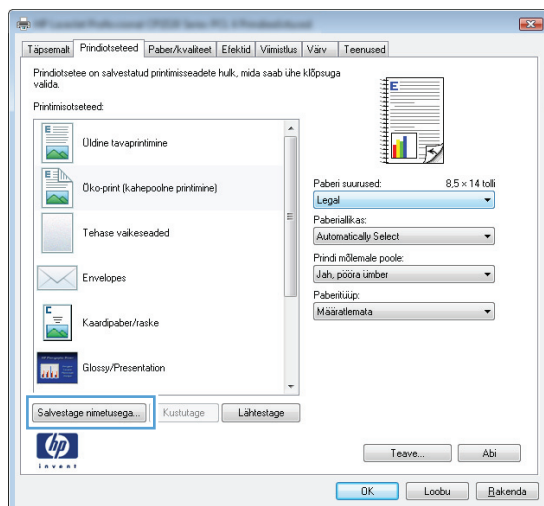 Täpsemalt Prindiotseteed Paber/kvaliteet Efektid Viimistlus Värv Teenused
Prindiotsetee on salvestatud printimisseadete hulk, mida saab ühe klõpsuga
valida.
Printimisotseteed:
Üldine tavaprintimine
Öko-print (kahepoolne printimine)
Tehase vaikeseaded
Envelopes
Kaardipaber/raske
Glossy/Presentation
Salvestage nimetusega... Kustutage Lähtestage
Paberi suurused: 8,5 × 14 tolli
Legal
Paberiallikas:
Automatically Select
Prindi mõlemale poole:
Jah, pööra ümber
Paberitüüp:
Määratlemata
hp
invent
Teave... Abi
OK Loobu Rakenda